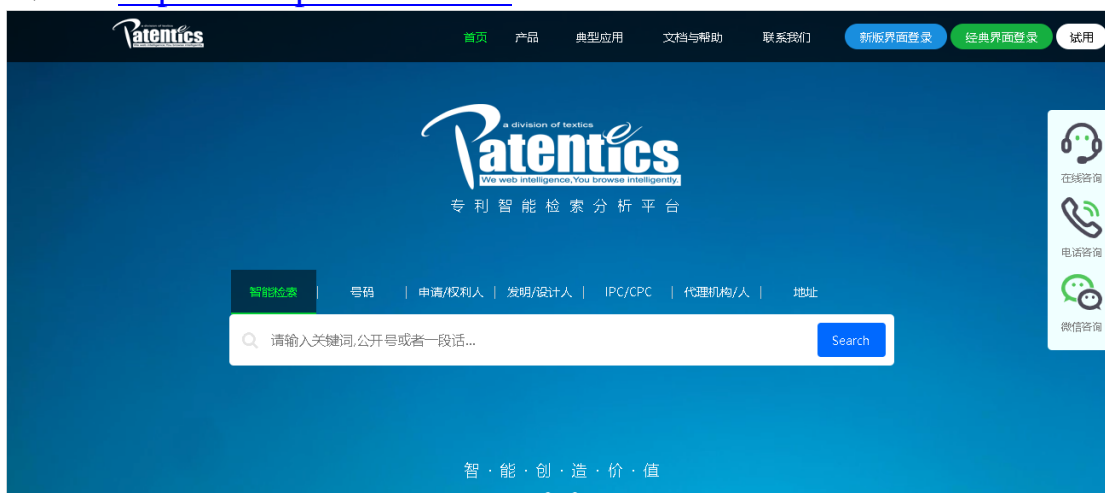 Patentics
首页 产品 典型应用 文档与帮助 联系我们 新版界面登录 经典界面登录 试用
a division of textics
Patentics
We web intelligence, You browse intelligently.
专利智能检索分析平台
在线咨询
电话咨询
微信咨询
智能检索 | 号码 | 申请/权利人 | 发明/设计人 | IPC/CPC | 代理机构/人 | 地址
请输入关键词,公开号或者一段话... Search
智·能·创·造·价·值